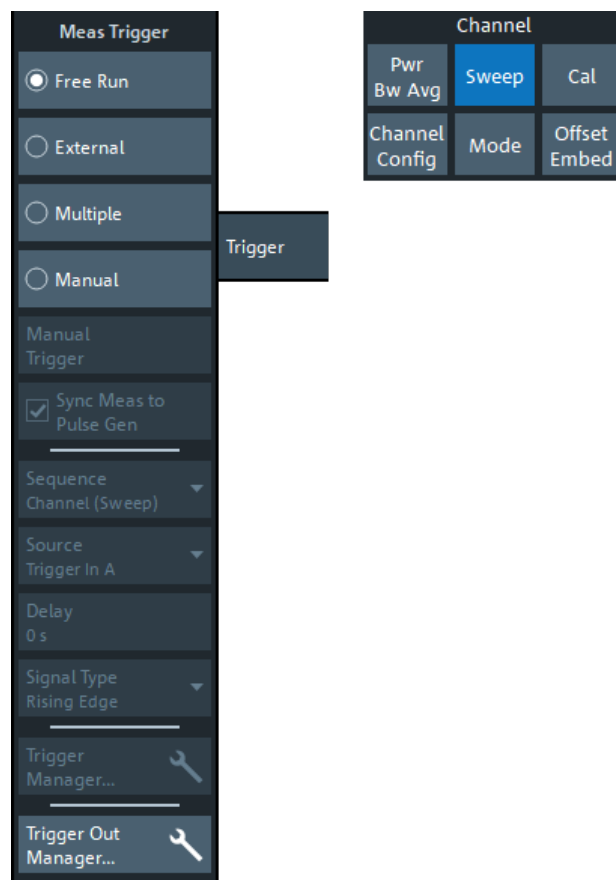 Meas Trigger
Free Run
External
Multiple
Manual
Manual
Trigger
Sync Meas to
Pulse Gen
Sequence
Channel (Sweep)
Source
Trigger In A
Delay
0 s
Signal Type
Rising Edge
Trigger
Manager...
Trigger Out
Manager...
Trigger
Channel
Pwr
Bw Avg
Sweep
Cal
Channel
Config
Mode
Offset
Embed